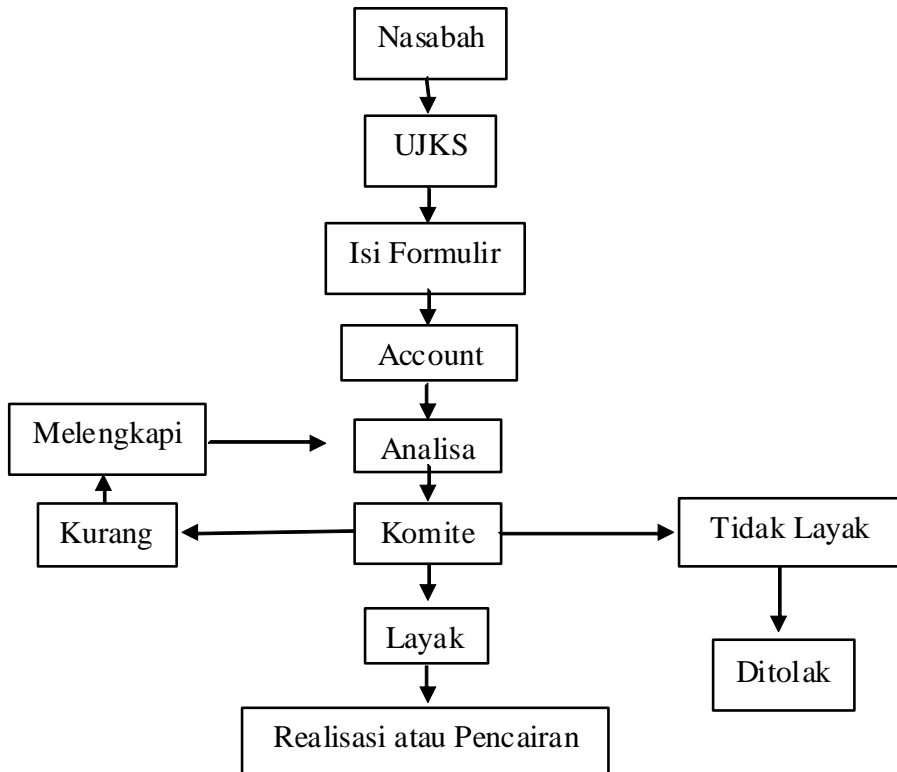 Nasabah
UJKS
Isi Formulir
Account
Melengkapi
Analisa
Kurang
Komite
Tidak Layak
Layak
Ditolak
Realisasi atau Pencairan